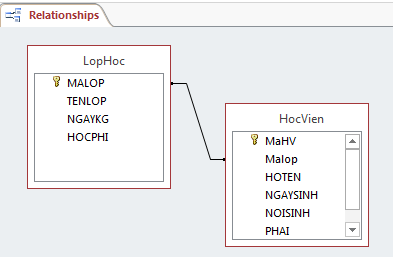 Relationships
LopHoc
MALOP
TENLOP
NGAYKG
HOCPHI
HocVien
MaHV
Malop
HOTEN
NGAYSINH
NOISINH
PHAI